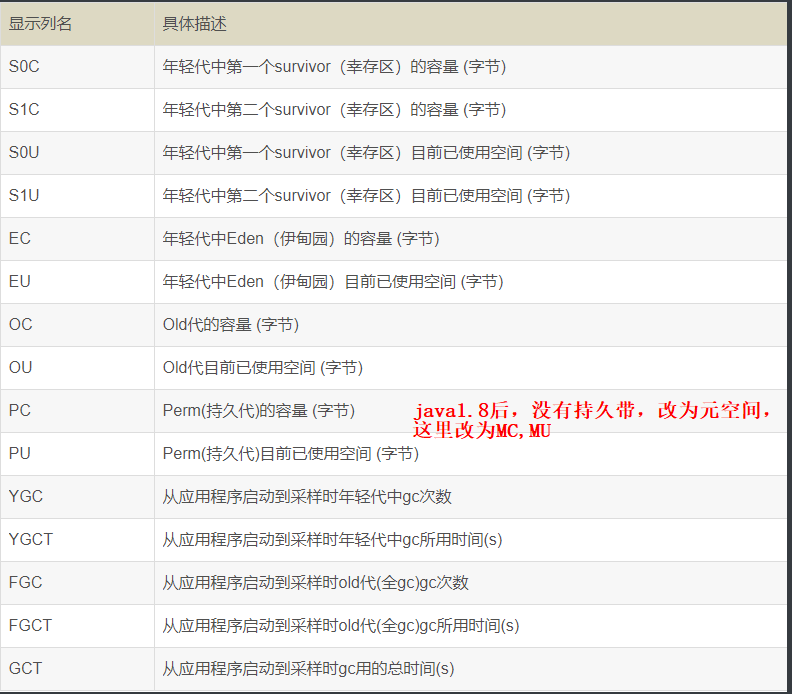 显示列名 具体描述
S0C 年轻代中第一个survivor（幸存区）的容量 (字节)
S1C 年轻代中第二个survivor（幸存区）的容量 (字节)
S0U 年轻代中第一个survivor（幸存区）目前已使用空间 (字节)
S1U 年轻代中第二个survivor（幸存区）目前已使用空间 (字节)
EC 年轻代中Eden（伊甸园）的容量 (字节)
EU 年轻代中Eden（伊甸园）目前已使用空间 (字节)
OC Old代的容量 (字节)
OU Old代目前已使用空间 (字节)
PC Perm(持久代)的容量 (字节)
java1.8后，没有持久带，改为元空间，
这里改为MC,MU
PU Perm(持久代)目前已使用空间 (字节)
YGC 从应用程序启动到采样时年轻代中gc次数
YGCT 从应用程序启动到采样时年轻代中gc所用时间(s)
FGC 从应用程序启动到采样时old代(全gc)gc次数
FGCT 从应用程序启动到采样时old代(全gc)gc所用时间(s)
GCT 从应用程序启动到采样时gc用的总时间(s)